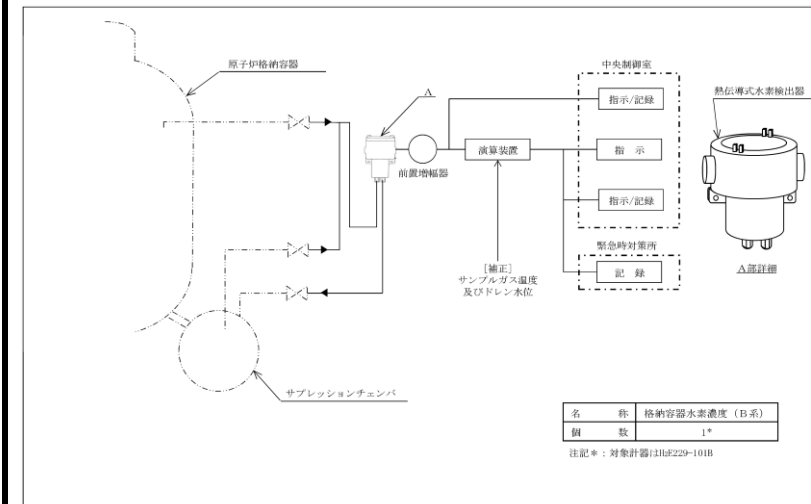 原子炉格納容器
A
前置増幅器
演算装置
[補正]
サンプルガス温度
及びドレン水位
中央制御室
指示/記録
指 示
指示/記録
緊急時対策所
記 録
熱伝導式水素検出器
A部詳細
サプレッションチェンバ
名 称 格納容器水素濃度（B系）
個 数 1*
注記＊：対象計器はH₂E229-101B